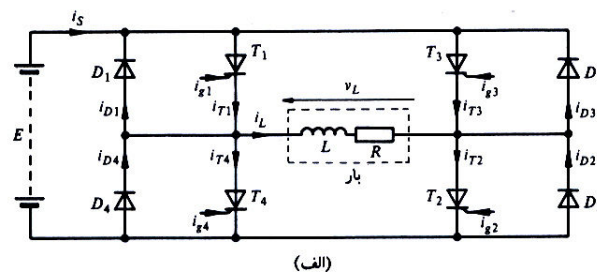 i_S
D_1 T_1 T_3 D
i_g1 v_L i_g3
i_D1 i_T1 i_T3 i_D3
E i_L
i_D4 i_T4 L R i_T2 i_D2
بار
D_4 T_4 T_2 D
i_g4 i_g2
(الف)